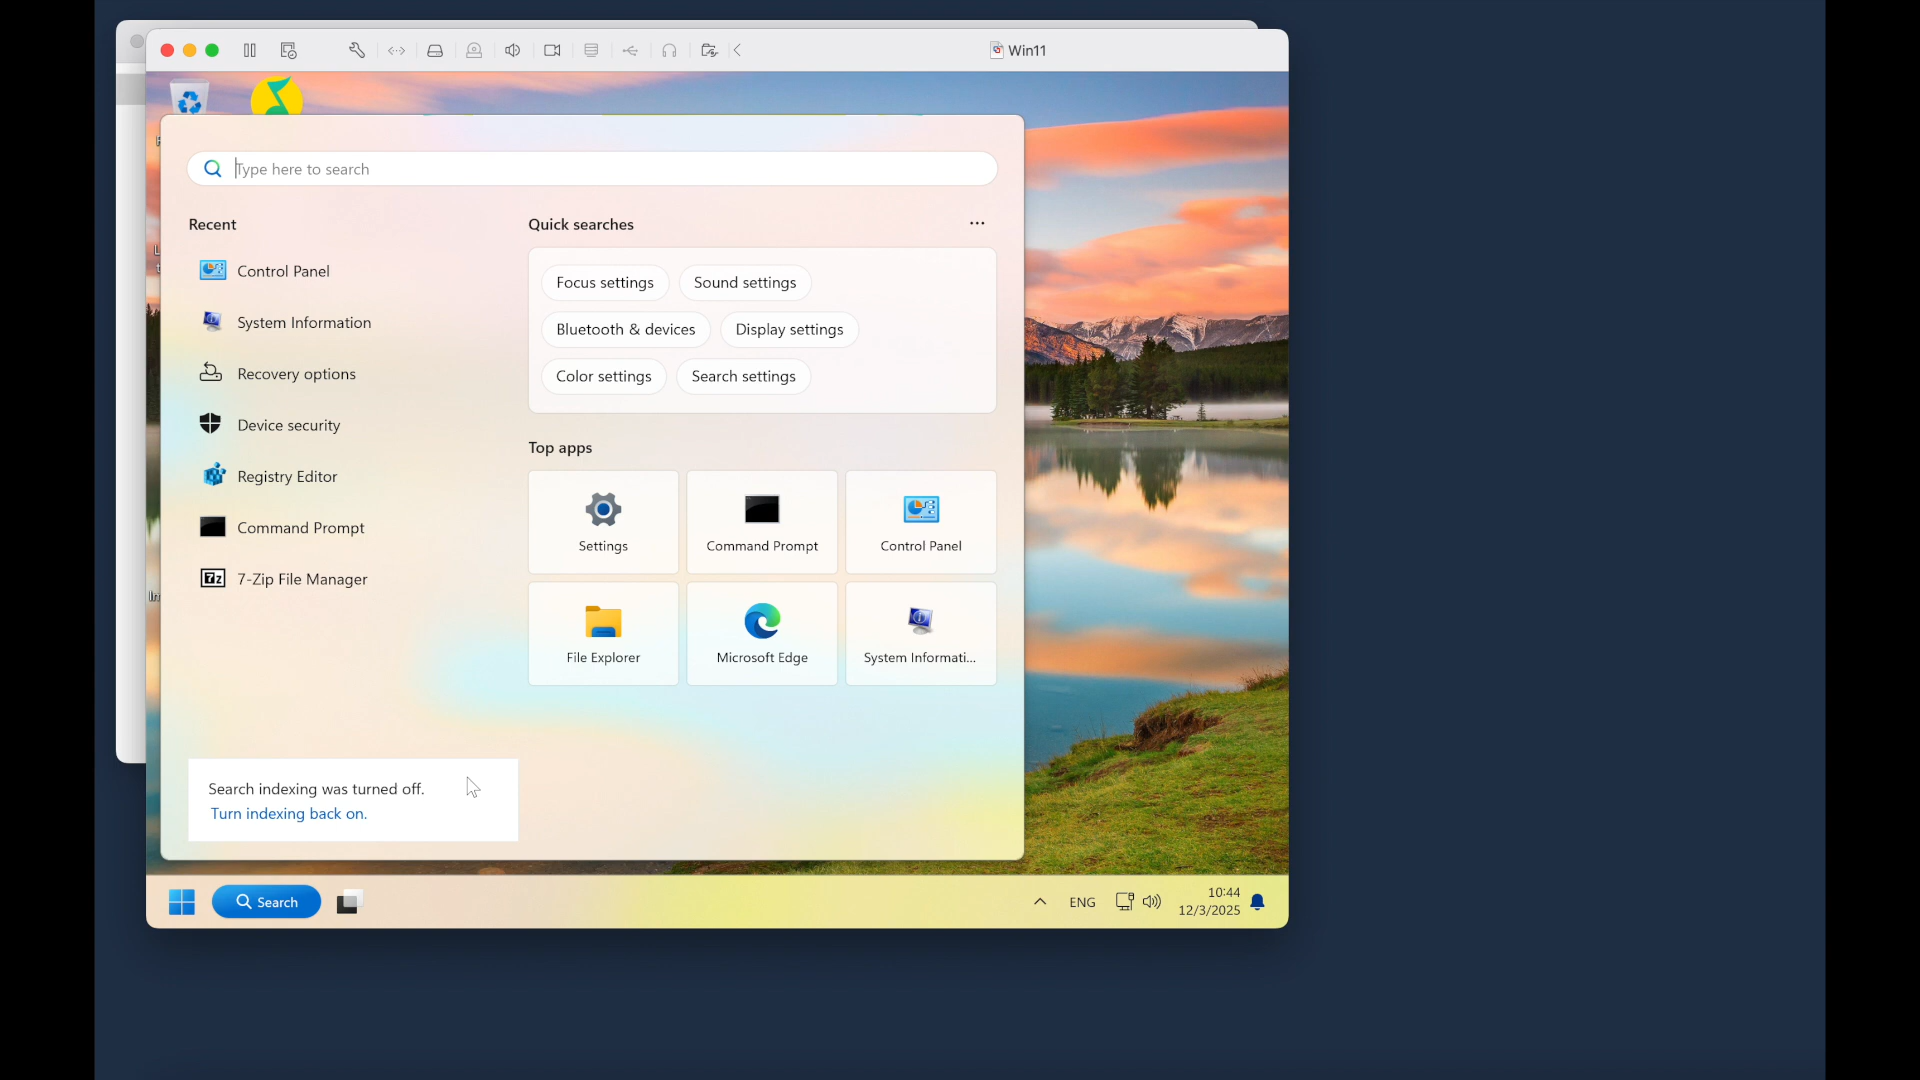 Win11
Type here to search
Recent
Control Panel
System Information
Recovery options
Device security
Registry Editor
Command Prompt
7-Zip File Manager
Quick searches
Focus settings
Sound settings
Bluetooth & devices
Display settings
Color settings
Search settings
Top apps
Settings
Command Prompt
Control Panel
File Explorer
Microsoft Edge
System Informati...
Search indexing was turned off.
Turn indexing back on.
Search
ENG
10:44
12/3/2025